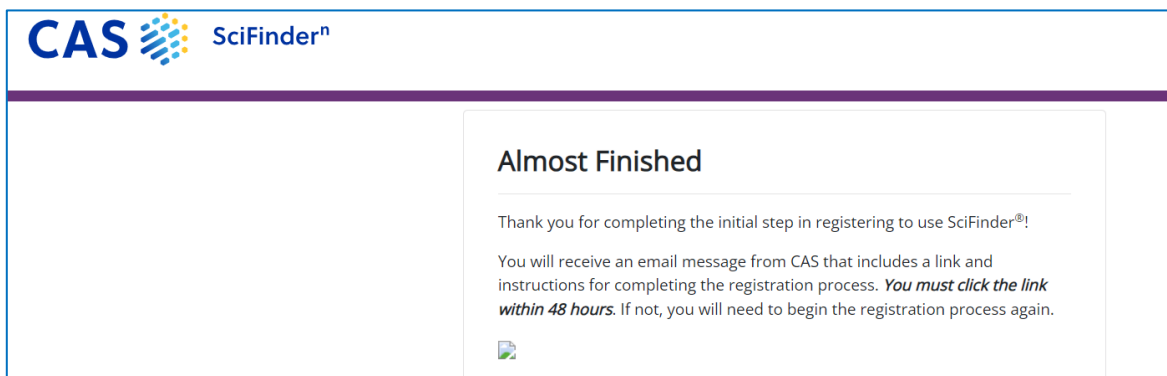 CAS SciFinderⁿ
Almost Finished
Thank you for completing the initial step in registering to use SciFinder®!
You will receive an email message from CAS that includes a link and
instructions for completing the registration process. You must click the link
within 48 hours. If not, you will need to begin the registration process again.